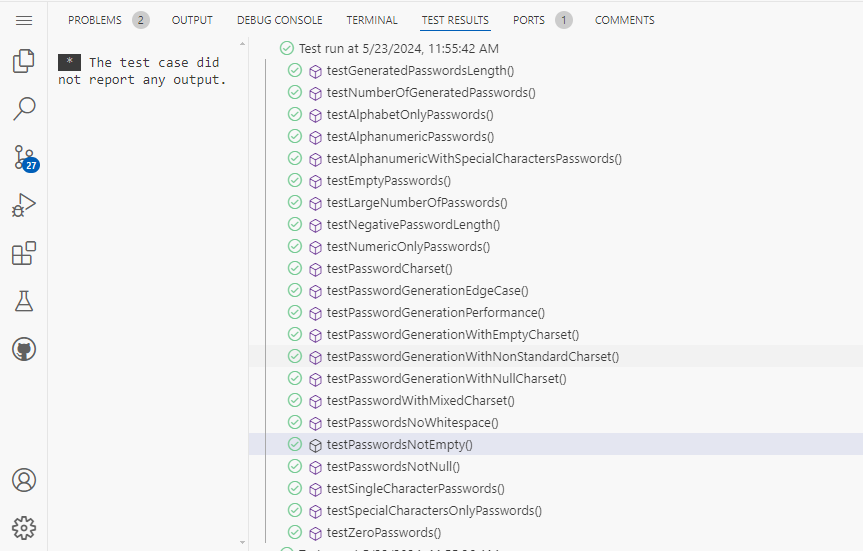 PROBLEMS 2 OUTPUT DEBUG CONSOLE TERMINAL TEST RESULTS PORTS 1 COMMENTS
* The test case did
not report any output.
27
Test run at 5/23/2024, 11:55:42 AM
testGeneratedPasswordsLength()
testNumberOfGeneratedPasswords()
testAlphabetOnlyPasswords()
testAlphanumericPasswords()
testAlphanumericWithSpecialCharactersPasswords()
testEmptyPasswords()
testLargeNumberOfPasswords()
testNegativePasswordLength()
testNumericOnlyPasswords()
testPasswordCharset()
testPasswordGenerationEdgeCase()
testPasswordGenerationPerformance()
testPasswordGenerationWithEmptyCharset()
testPasswordGenerationWithNonStandardCharset()
testPasswordGenerationWithNullCharset()
testPasswordWithMixedCharset()
testPasswordsNoWhitespace()
testPasswordsNotEmpty()
testPasswordsNotNull()
testSingleCharacterPasswords()
testSpecialCharactersOnlyPasswords()
testZeroPasswords()